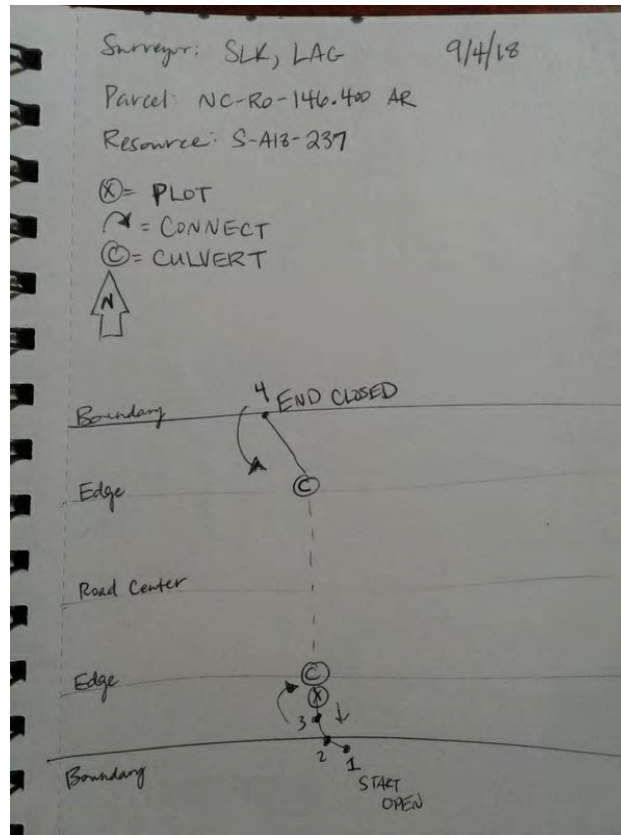 Surveyor: SLK, LAG 9/4/18
Parcel: NC-RO-146.400 AR
Resource: S-A18-237
Ⓧ= PLOT
= CONNECT
Ⓒ= CULVERT
N
4 END CLOSED
Boundary
Edge
C
Road Center
Edge
C
X
3
2
1
Boundary
START
OPEN